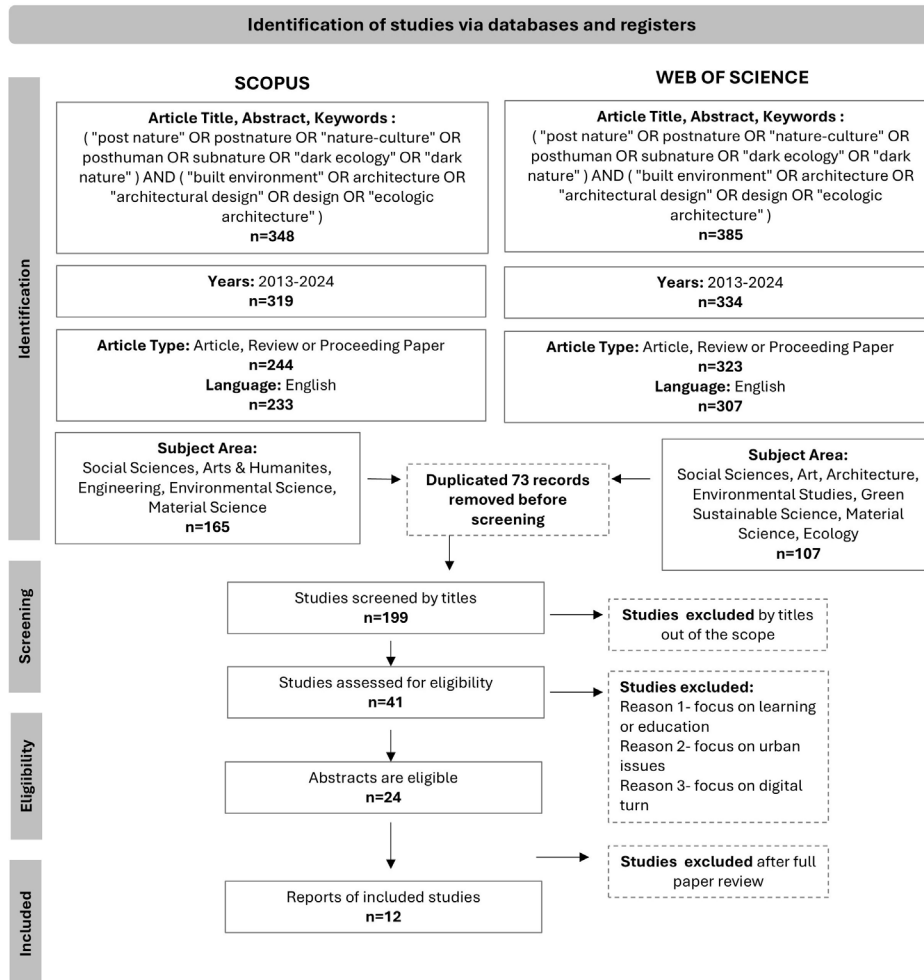 Identification of studies via databases and registers
SCOPUS
WEB OF SCIENCE
Identification
Article Title, Abstract, Keywords :
( "post nature" OR postnature OR "nature-culture" OR
posthuman OR subnature OR "dark ecology" OR "dark
nature" ) AND ( "built environment" OR architecture OR
"architectural design" OR design OR "ecologic
architecture" )
n=348
Article Title, Abstract, Keywords :
( "post nature" OR postnature OR "nature-culture" OR
posthuman OR subnature OR "dark ecology" OR "dark
nature" ) AND ( "built environment" OR architecture OR
"architectural design" OR design OR "ecologic
architecture" )
n=385
Years: 2013-2024
n=319
Years: 2013-2024
n=334
Article Type: Article, Review or Proceeding Paper
n=244
Language: English
n=233
Article Type: Article, Review or Proceeding Paper
n=323
Language: English
n=307
Subject Area:
Social Sciences, Arts & Humanites,
Engineering, Environmental Science,
Material Science
n=165
Duplicated 73 records
removed before
screening
Subject Area:
Social Sciences, Art, Architecture,
Environmental Studies, Green
Sustainable Science, Material
Science, Ecology
n=107
Screening
Studies screened by titles
n=199
Studies excluded by titles
out of the scope
Studies assessed for eligibility
n=41
Studies excluded:
Reason 1- focus on learning
or education
Reason 2- focus on urban
issues
Reason 3- focus on digital
turn
Eligiibility
Abstracts are eligible
n=24
Studies excluded after full
paper review
Included
Reports of included studies
n=12